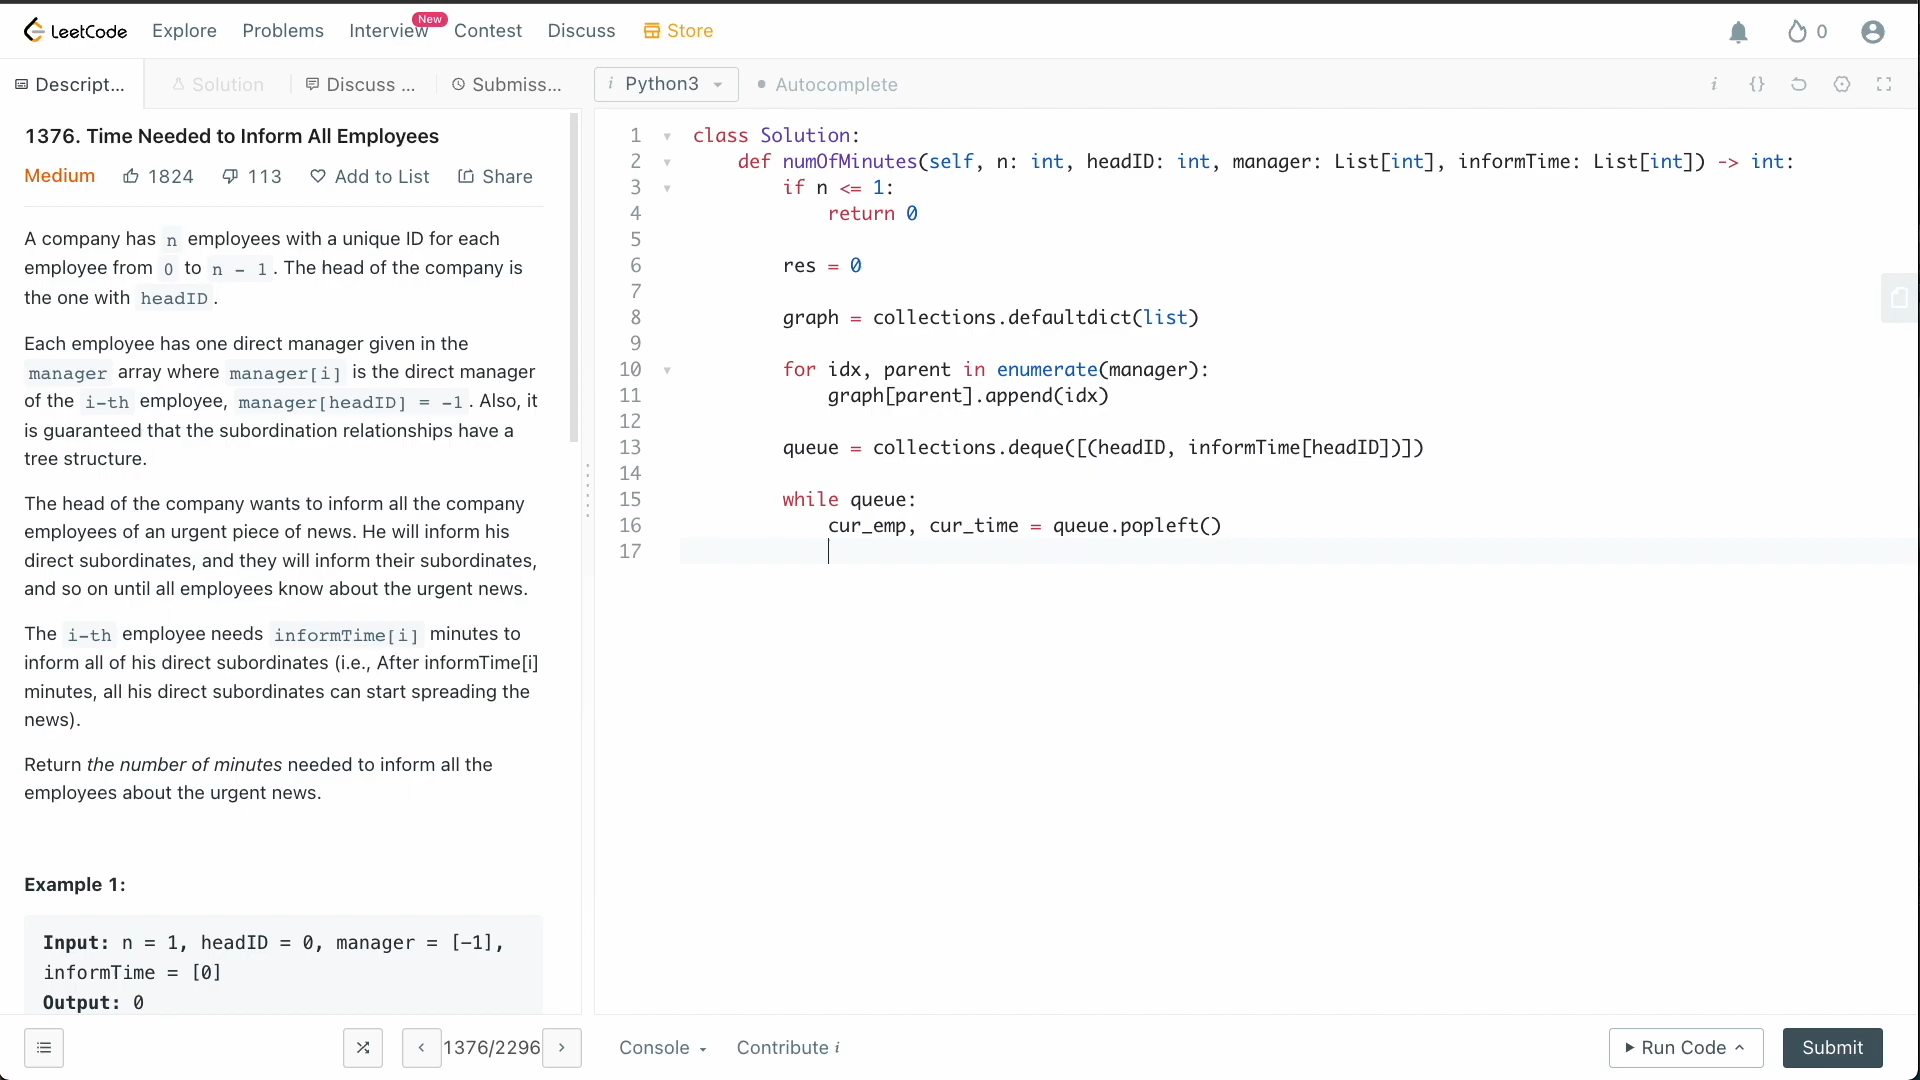 LeetCode Explore Problems Interview New Contest Discuss Store 0
Descript... Solution Discuss ... Submiss...
1376. Time Needed to Inform All Employees
Medium 1824 113 Add to List Share
A company has n employees with a unique ID for each
employee from 0 to n - 1. The head of the company is
the one with headID.
Each employee has one direct manager given in the
manager array where manager[i] is the direct manager
of the i-th employee, manager[headID] = -1. Also, it
is guaranteed that the subordination relationships have a
tree structure.
The head of the company wants to inform all the company
employees of an urgent piece of news. He will inform his
direct subordinates, and they will inform their subordinates,
and so on until all employees know about the urgent news.
The i-th employee needs informTime[i] minutes to
inform all of his direct subordinates (i.e., After informTime[i]
minutes, all his direct subordinates can start spreading the
news).
Return the number of minutes needed to inform all the
employees about the urgent news.
Example 1:
Input: n = 1, headID = 0, manager = [-1],
informTime = [0]
Output: 0
1376/2296
i Python3 Autocomplete i {}
1 class Solution:
2 def numOfMinutes(self, n: int, headID: int, manager: List[int], informTime: List[int]) -> int:
3 if n <= 1:
4 return 0
5
6 res = 0
7
8 graph = collections.defaultdict(list)
9
10 for idx, parent in enumerate(manager):
11 graph[parent].append(idx)
12
13 queue = collections.deque([(headID, informTime[headID])])
14
15 while queue:
16 cur_emp, cur_time = queue.popleft()
17
Console Contribute i Run Code Submit